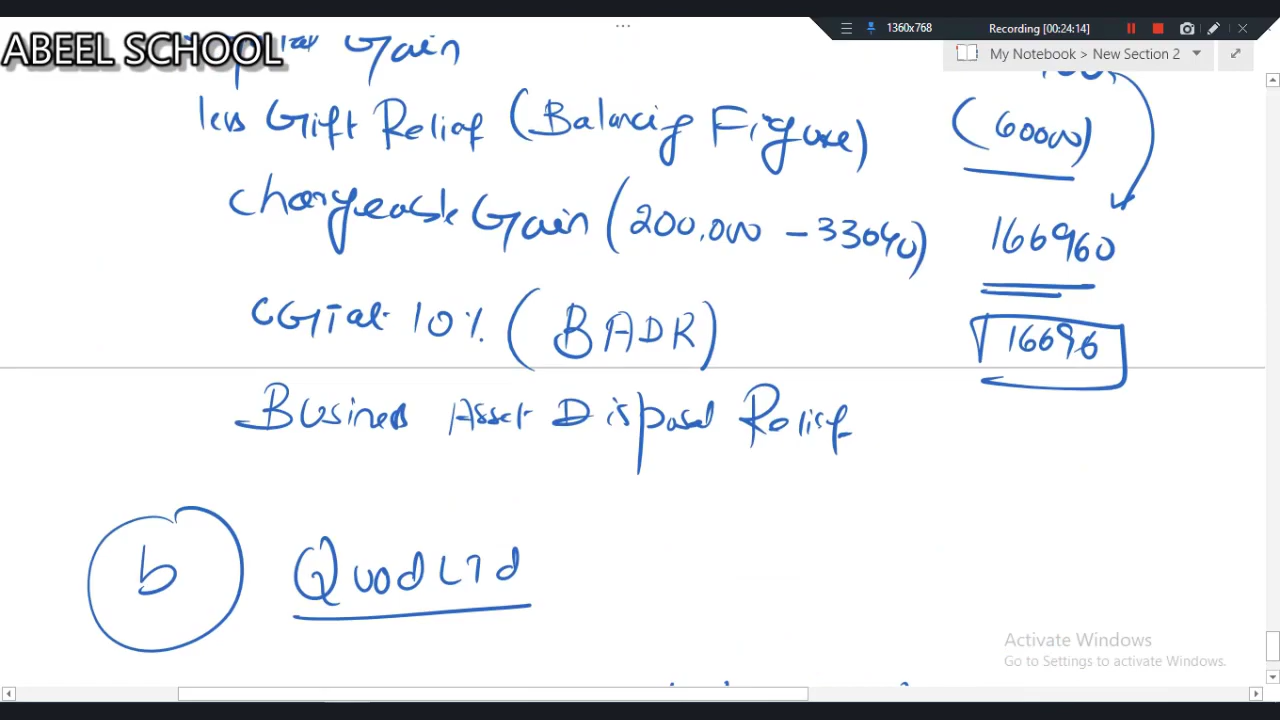 1360x768
Recording [00:24:14]
ABEEL SCHOOL
Gain
My Notebook > New Section 2
less Gift Relief (Balancing Figure) (60000)
Chargeable Gain (200,000 - 33040) 166960
CGT at 10% (BADR) 16696
Business Asset Disposal Relief
b Quod LTD
Activate Windows
Go to Settings to activate Windows.